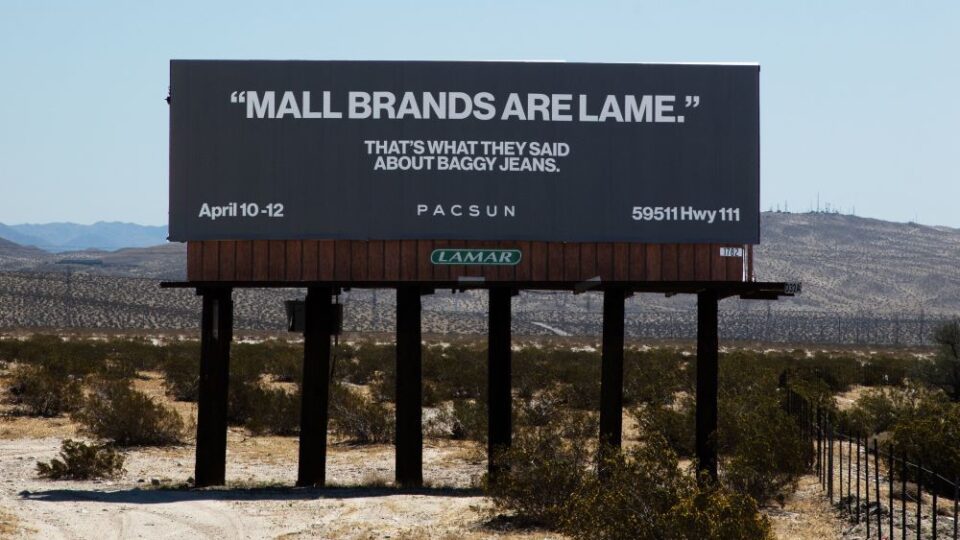 “MALL BRANDS ARE LAME.”
THAT’S WHAT THEY SAID
ABOUT BAGGY JEANS.
April 10-12
PACSUN
59511 Hwy 111
LAMAR
1782